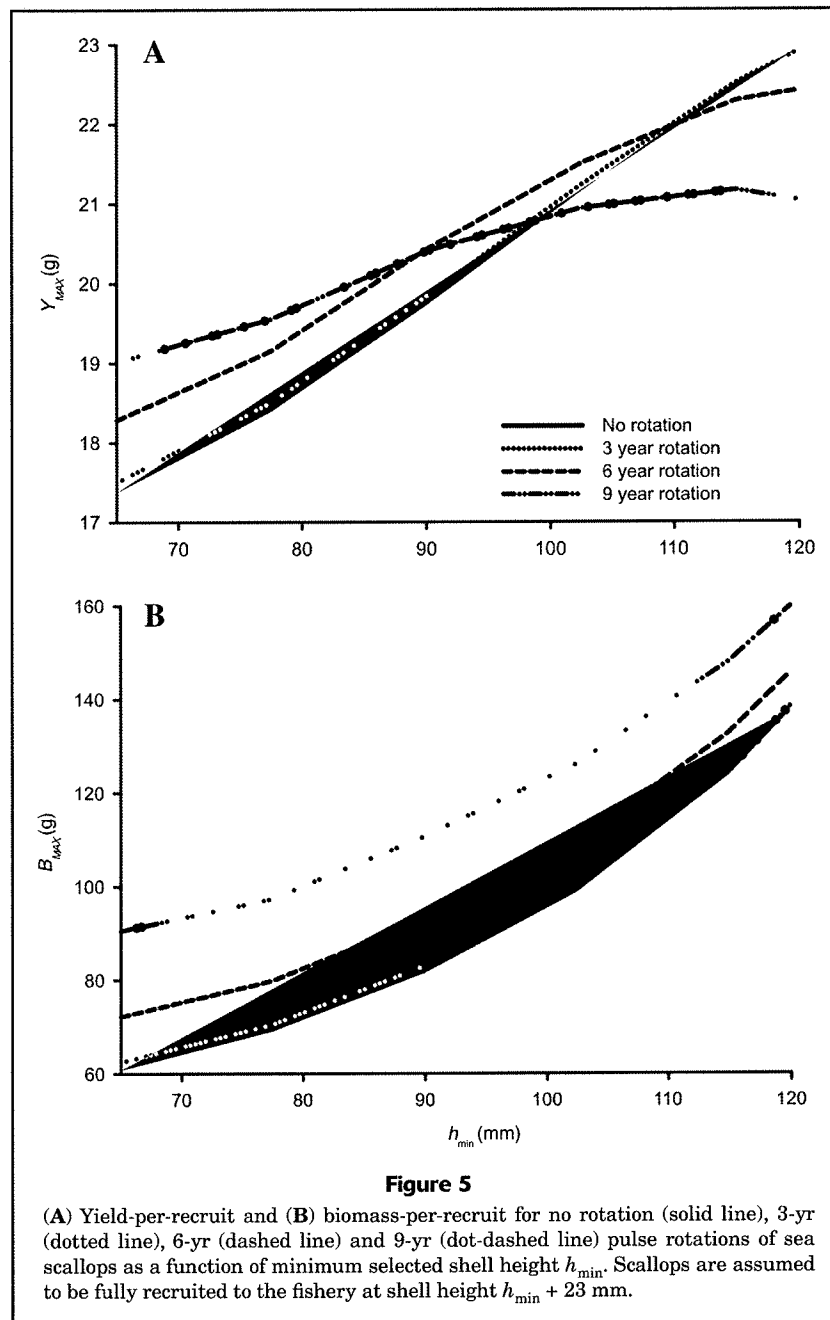 A
23
22
21
20
19
18
17
Y_MAX (g)
No rotation
3 year rotation
6 year rotation
9 year rotation
70 80 90 100 110 120
B
160
140
120
100
80
60
B_MAX (g)
70 80 90 100 110 120
h_min (mm)
Figure 5
(A) Yield-per-recruit and (B) biomass-per-recruit for no rotation (solid line), 3-yr
(dotted line), 6-yr (dashed line) and 9-yr (dot-dashed line) pulse rotations of sea
scallops as a function of minimum selected shell height h_min. Scallops are assumed
to be fully recruited to the fishery at shell height h_min + 23 mm.